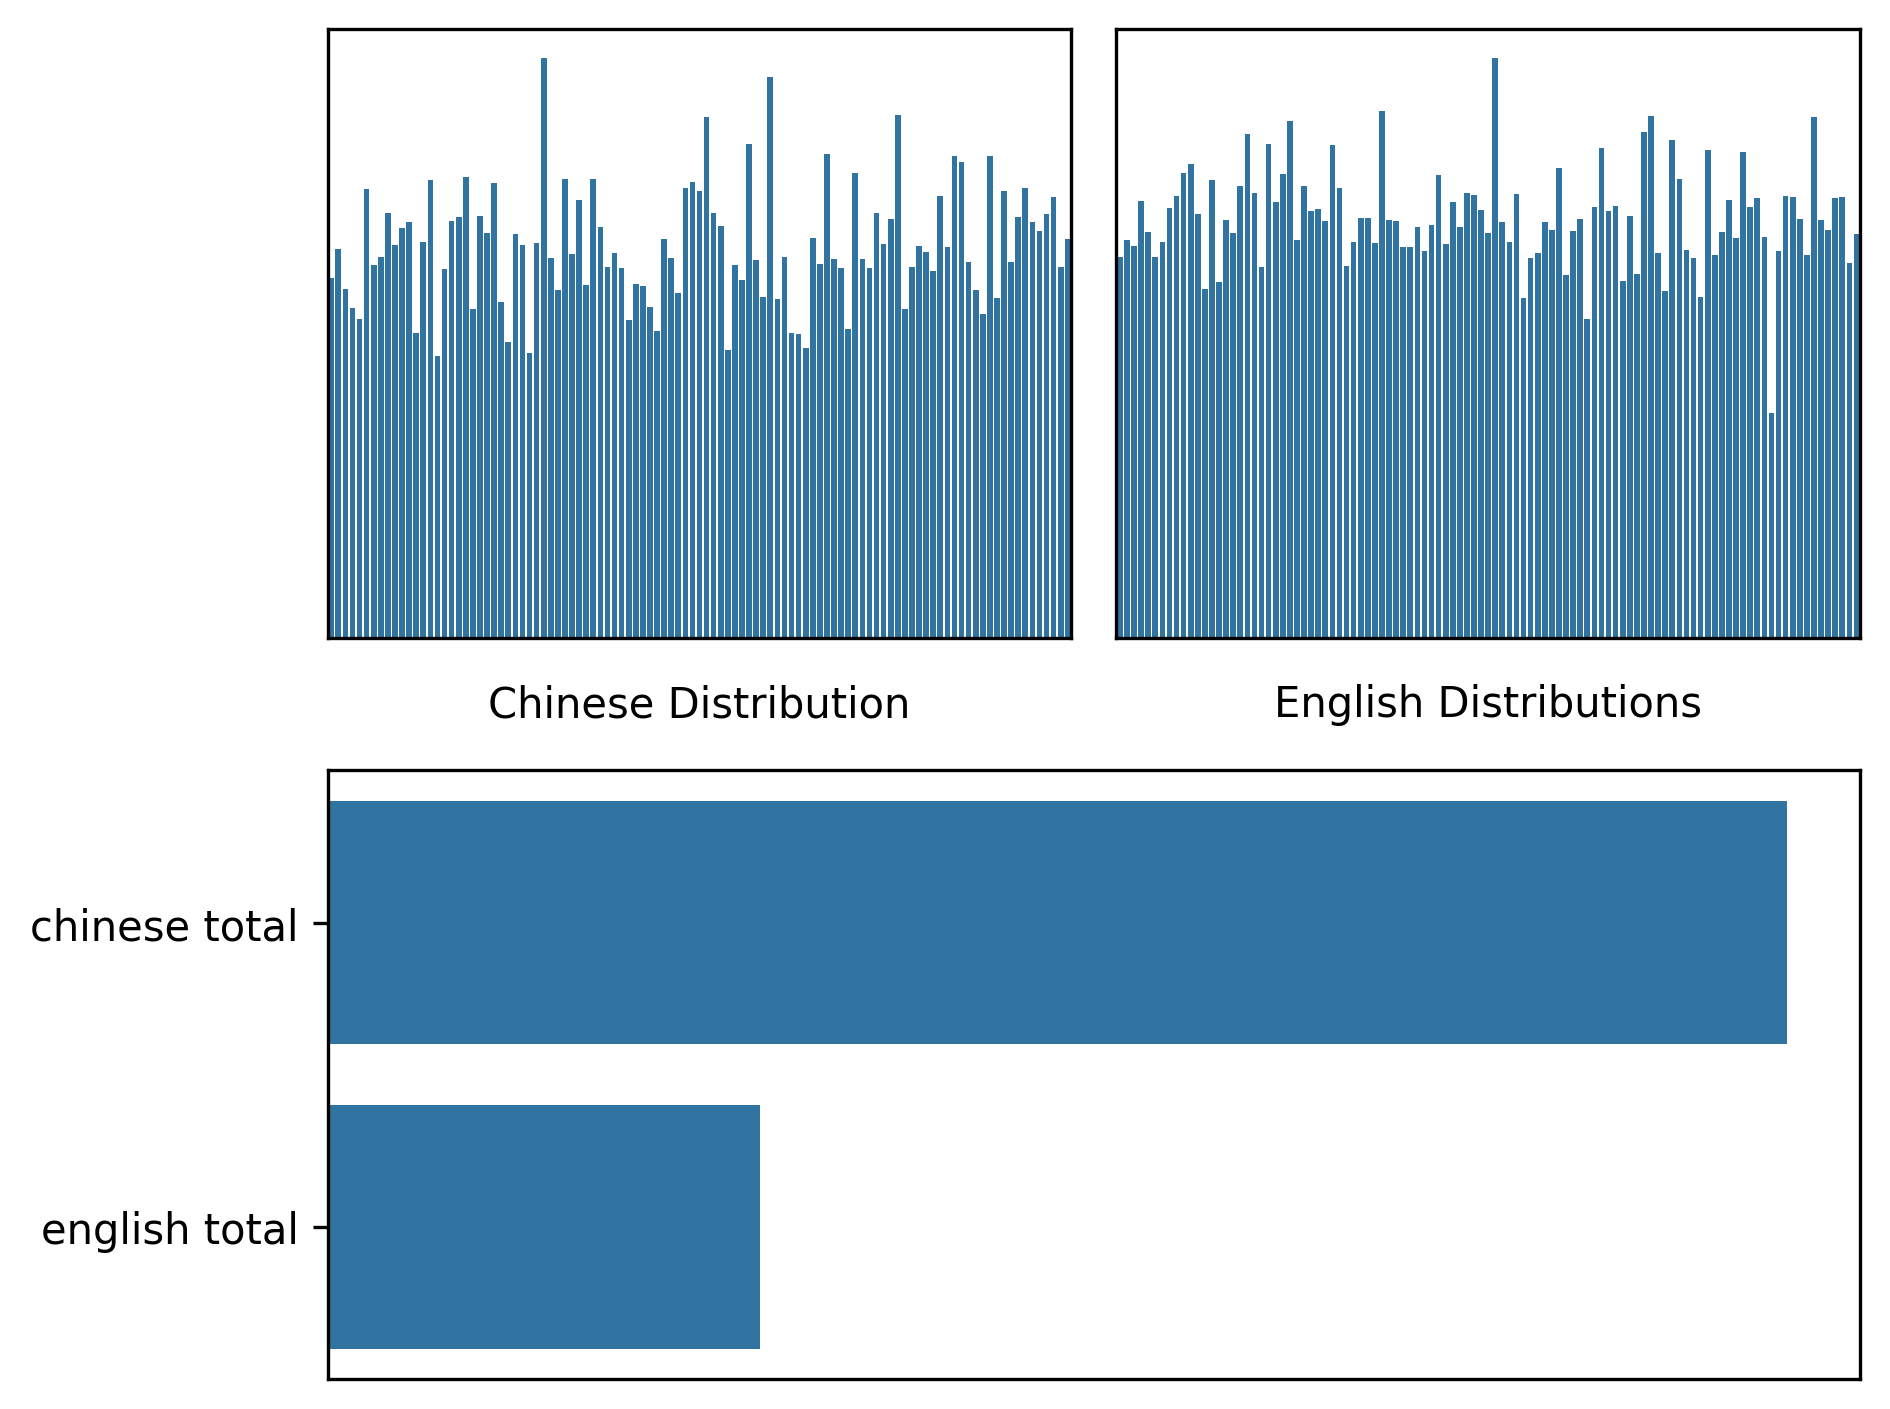 Chinese Distribution
English Distributions
chinese total
english total